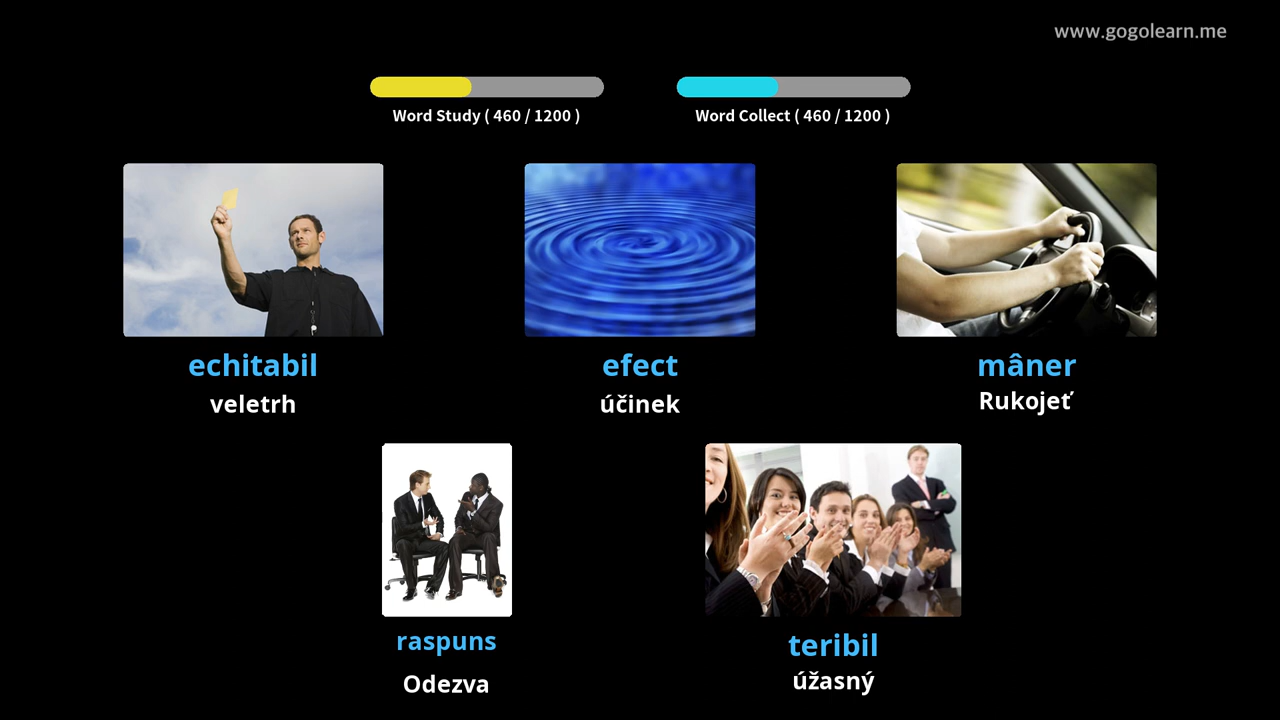 www.gogolearn.me
Word Study ( 460 / 1200 )
Word Collect ( 460 / 1200 )
echitabil
veletrh
efect
účinek
mâner
Rukojeť
raspuns
Odezva
teribil
úžasný